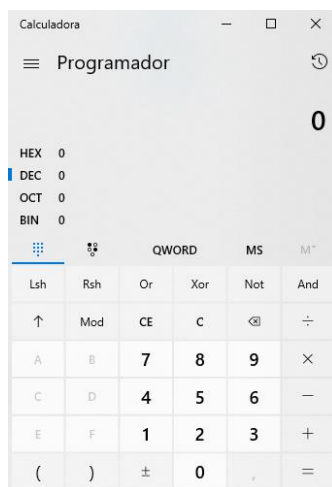 Calculadora
Programador
0
HEX 0
DEC 0
OCT 0
BIN 0
QWORD MS M˅
Lsh Rsh Or Xor Not And
↑ Mod CE C ⌫ ÷
A B 7 8 9 ×
C D 4 5 6 −
E F 1 2 3 +
( ) ± 0 , =